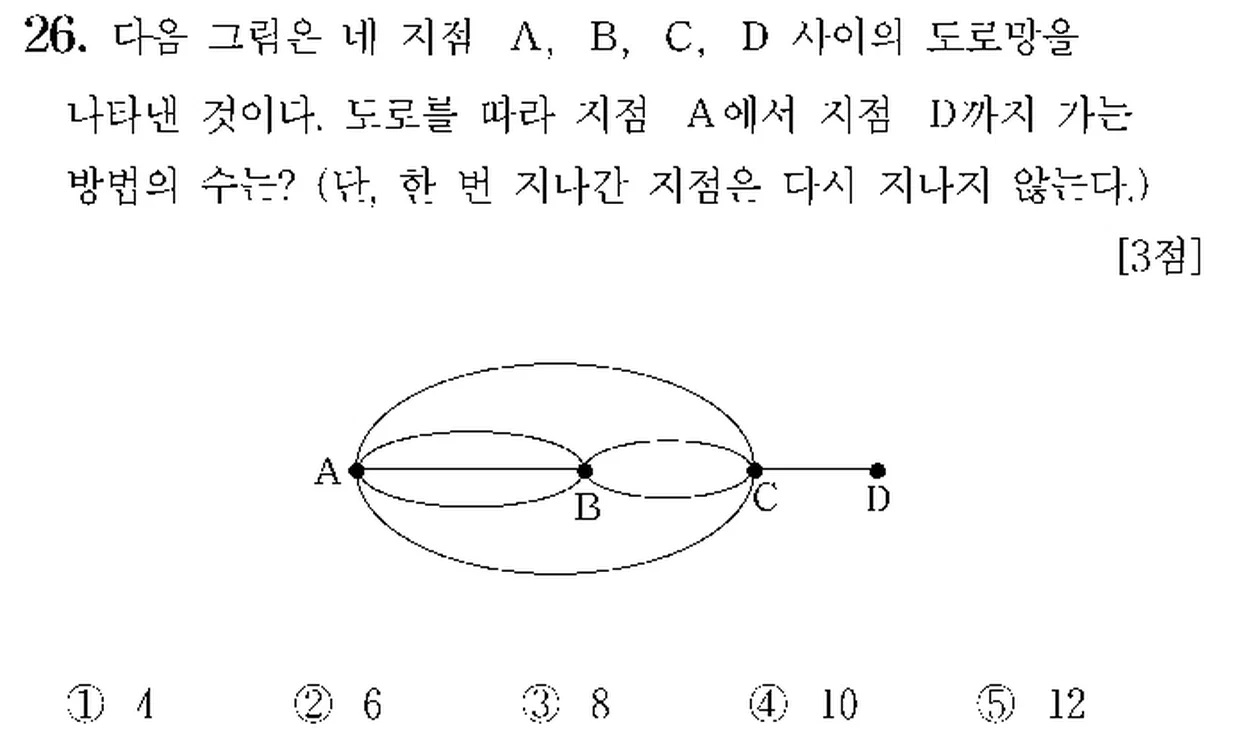 26. 다음 그림은 네 지점 A, B, C, D 사이의 도로망을
나타낸 것이다. 도로를 따라 지점 A에서 지점 D까지 가는
방법의 수는? (단, 한 번 지나간 지점은 다시 지나지 않는다.)
[3점]
A B C D
① 4 ② 6 ③ 8 ④ 10 ⑤ 12